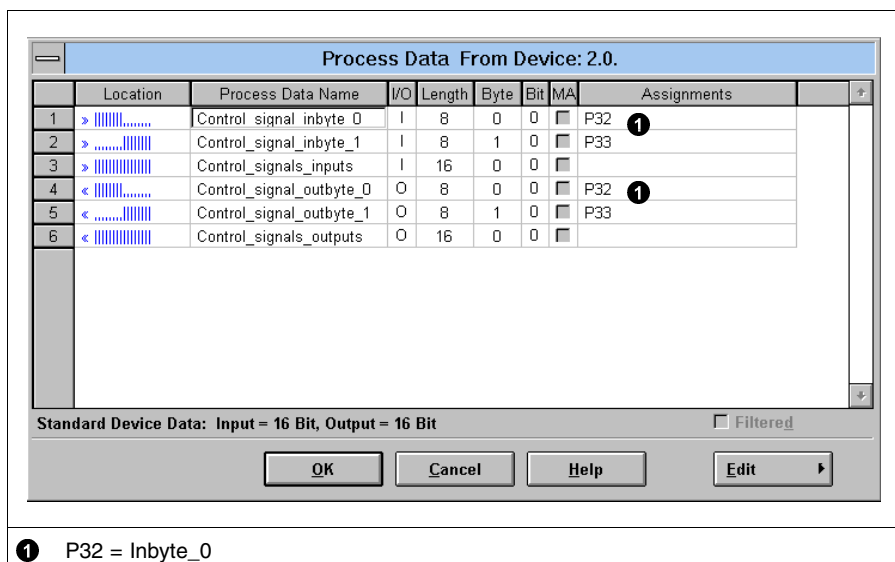 Process Data From Device: 2.0.
Location Process Data Name I/O Length Byte Bit MA Assignments
1 » Control_signal_inbyte_0 I 8 0 0 P32 1
2 » Control_signal_inbyte_1 I 8 1 0 P33
3 » Control_signals_inputs I 16 0 0
4 « Control_signal_outbyte_0 O 8 0 0 P32 1
5 « Control_signal_outbyte_1 O 8 1 0 P33
6 « Control_signals_outputs O 16 0 0
Standard Device Data: Input = 16 Bit, Output = 16 Bit Filtered
OK Cancel Help Edit
1 P32 = Inbyte_0